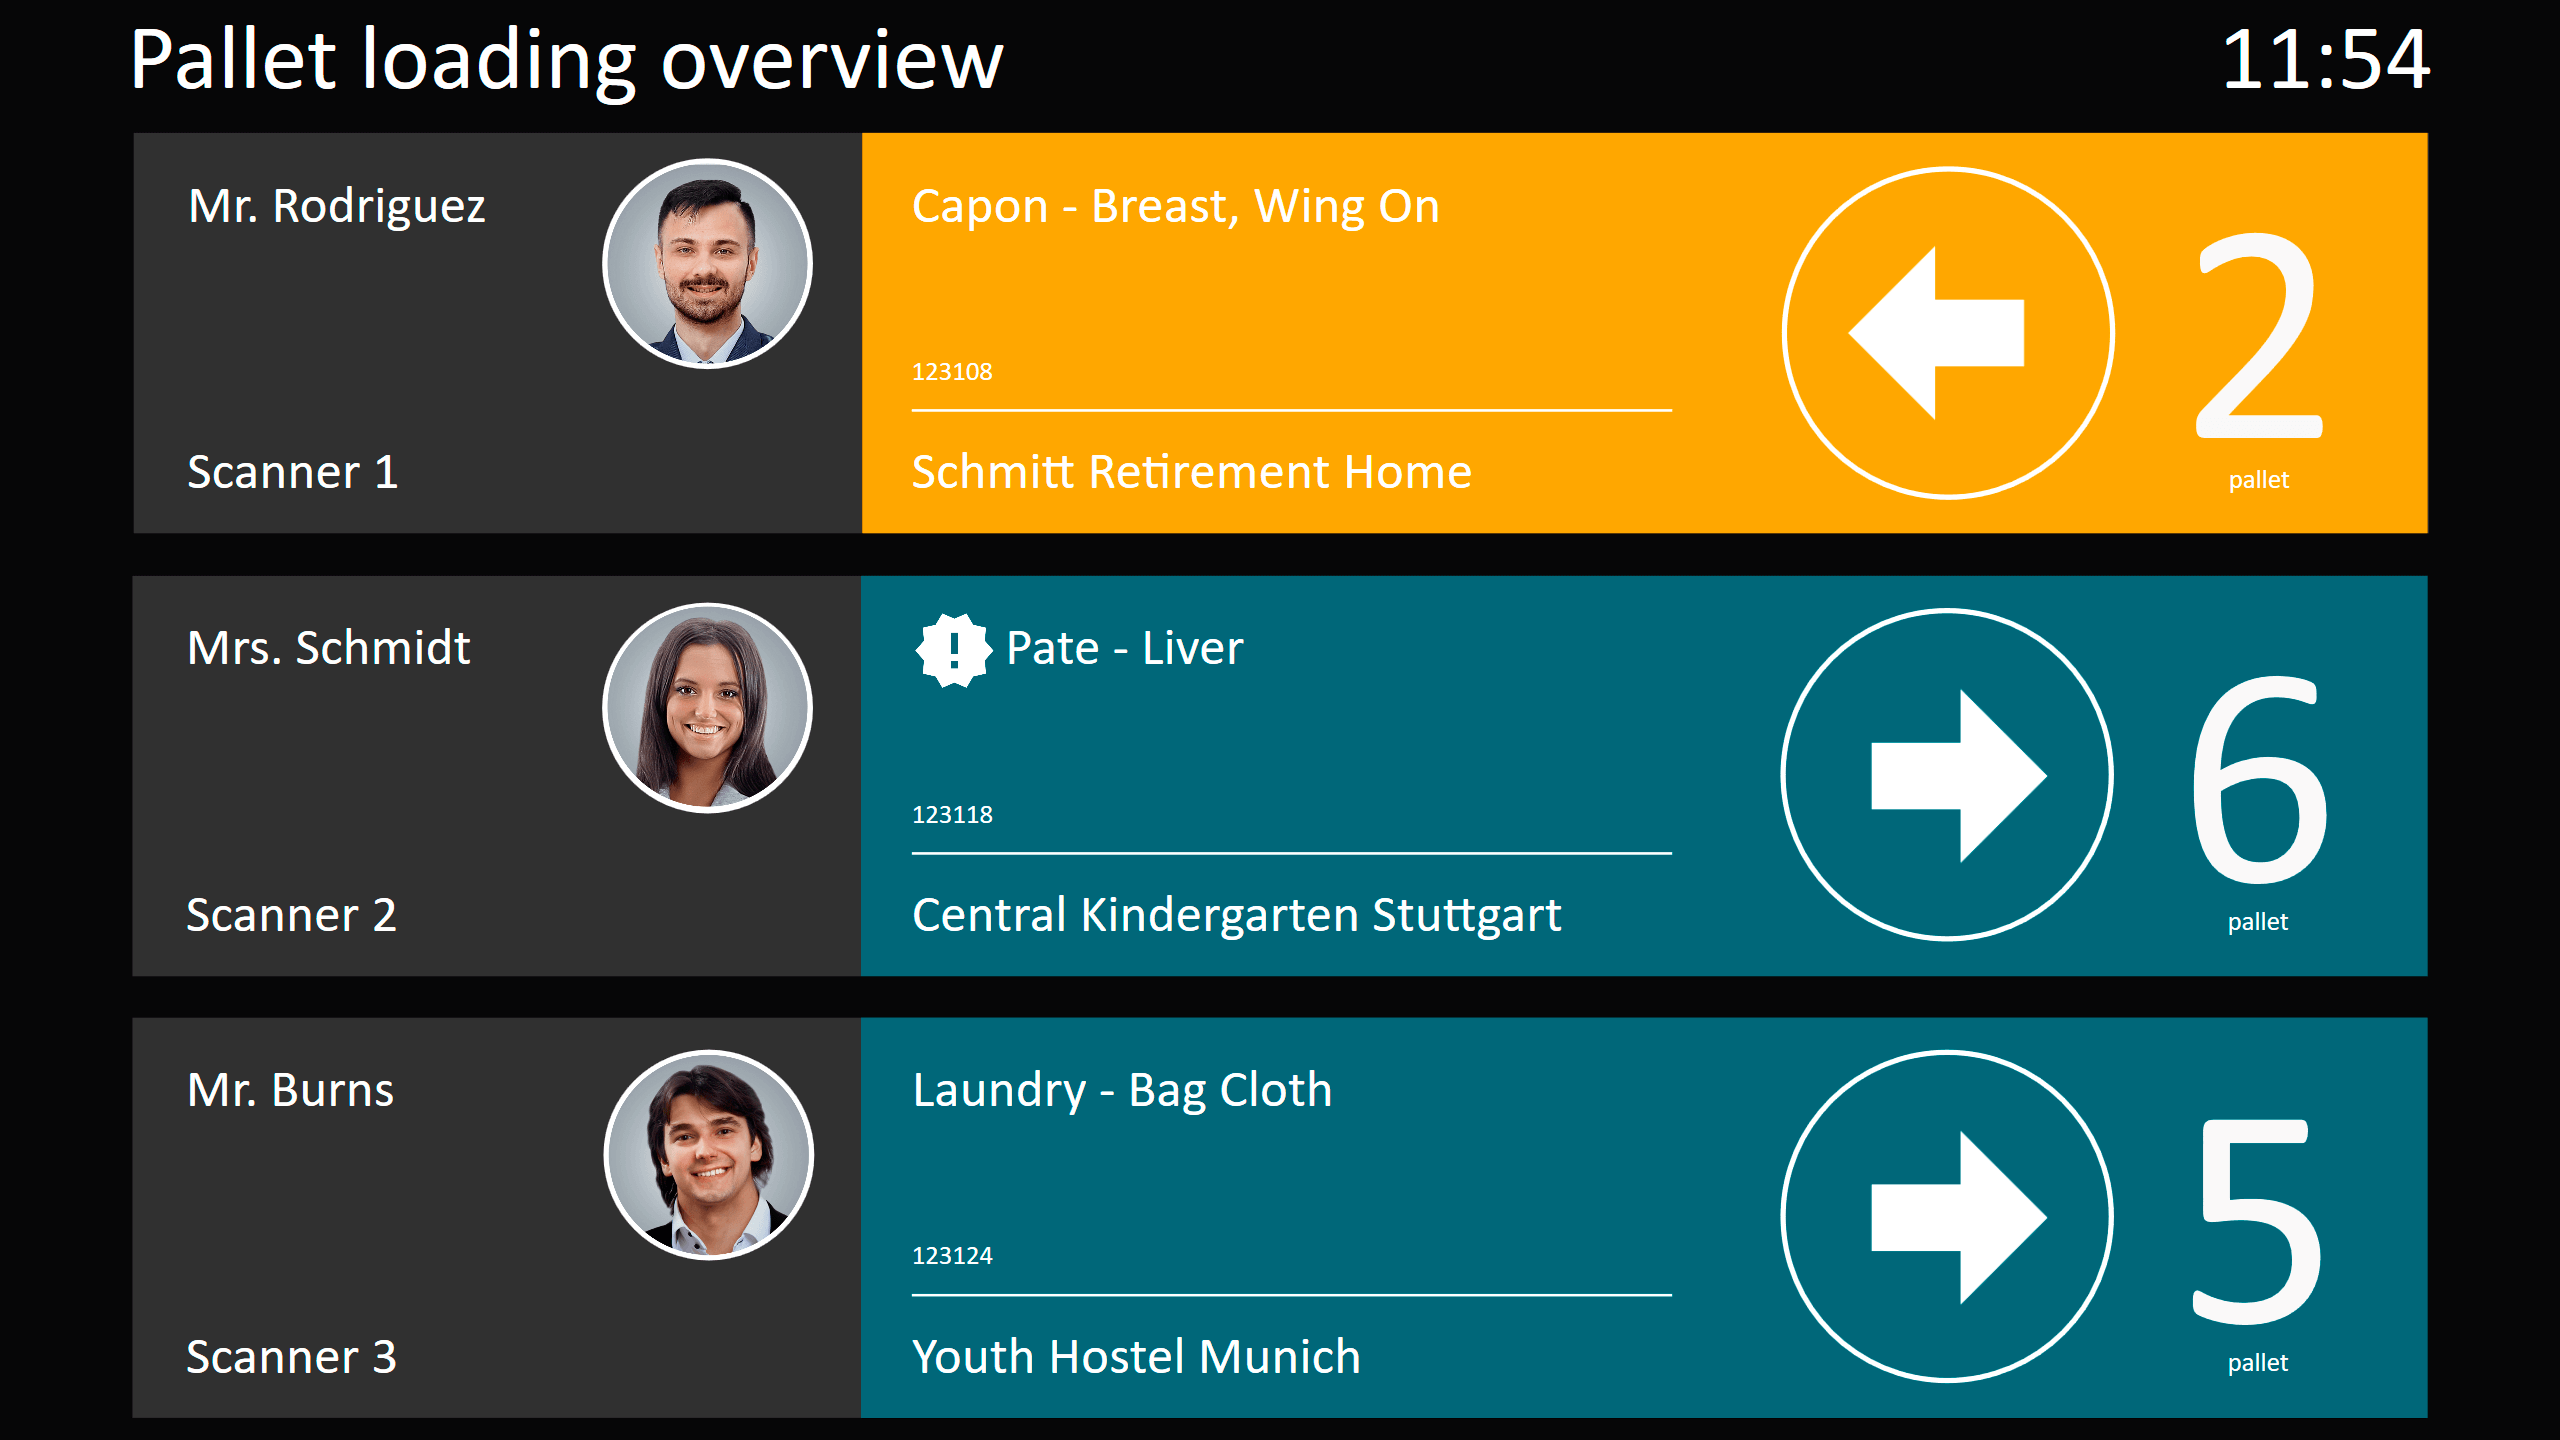 Pallet loading overview
11:54
Mr. Rodriguez
Scanner 1
Capon - Breast, Wing On
123108
Schmitt Retirement Home
2
pallet
Mrs. Schmidt
Scanner 2
! Pate - Liver
123118
Central Kindergarten Stuttgart
6
pallet
Mr. Burns
Scanner 3
Laundry - Bag Cloth
123124
Youth Hostel Munich
5
pallet